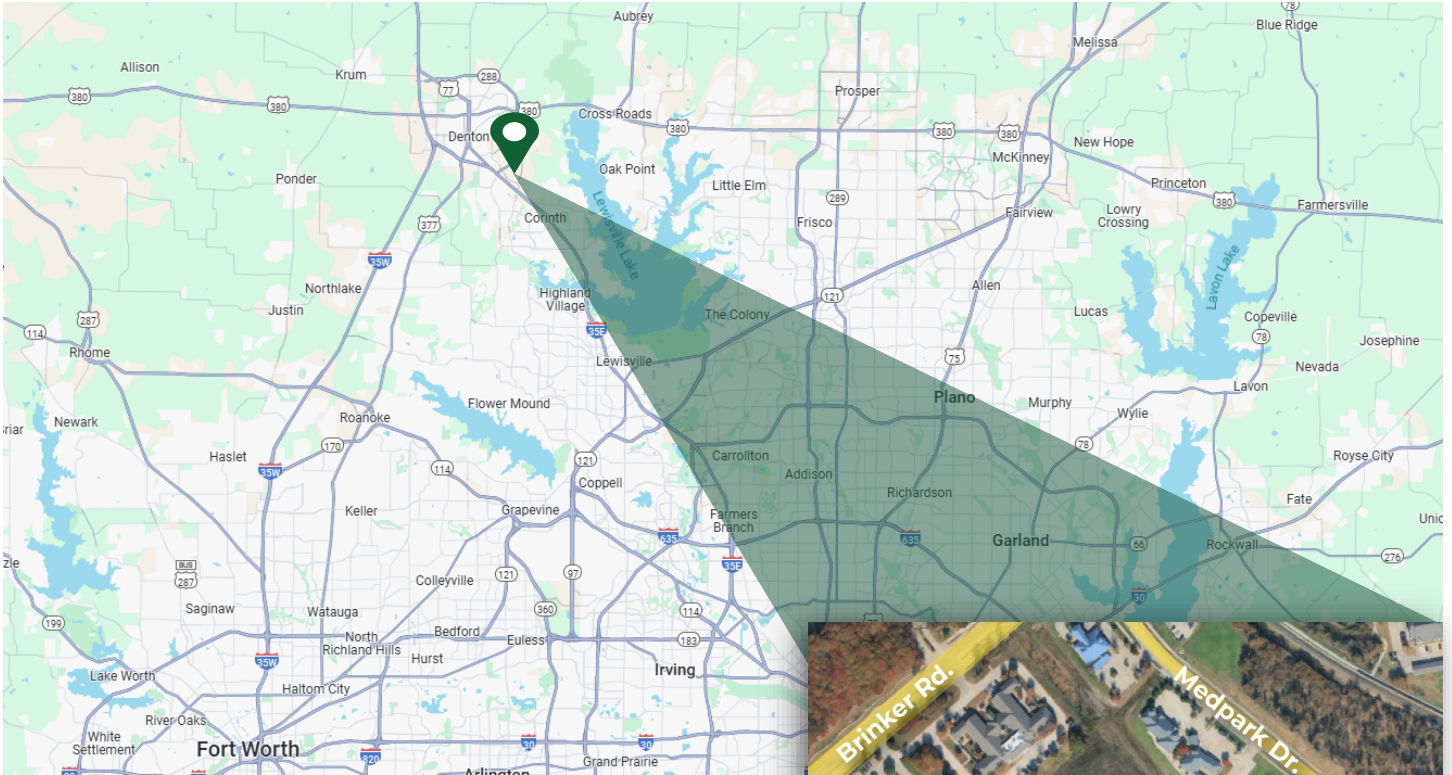 Aubrey
78
Blue Ridge
Melissa
Allison
Krum
288
77
380
380
380
Prosper
Cross Roads
380
380
380
Denton
New Hope
McKinney
Ponder
Oak Point
Little Elm
Princeton
380
Farmersville
289
Lowry
Crossing
Fairview
377
Corinth
Frisco
Lewisville Lake
35W
Lavon Lake
Northlake
Highland
Village
Allen
121
Justin
287
The Colony
Lucas
Copeville
114
35E
78
Josephine
Rhome
Lewisville
75
Nevada
Lavon
Plano
Murphy
Flower Mound
Wylie
Newark
Roanoke
170
78
Haslet
35W
114
121
Carrollton
Royse City
Coppell
Addison
Richardson
Fate
Keller
Grapevine
Farmers
Branch
635
635
Garland
66
Rockwall
276
35E
BUS
287
Colleyville
121
97
30
Saginaw
Watauga
360
114
199
North
Richland Hills
Bedford
Euless
183
35W
Hurst
Irving
Lake Worth
Haltom City
River Oaks
White
Settlement
Fort Worth
820
30
30
Grand Prairie
Arlington
Brinker Rd.
Medpark Dr.